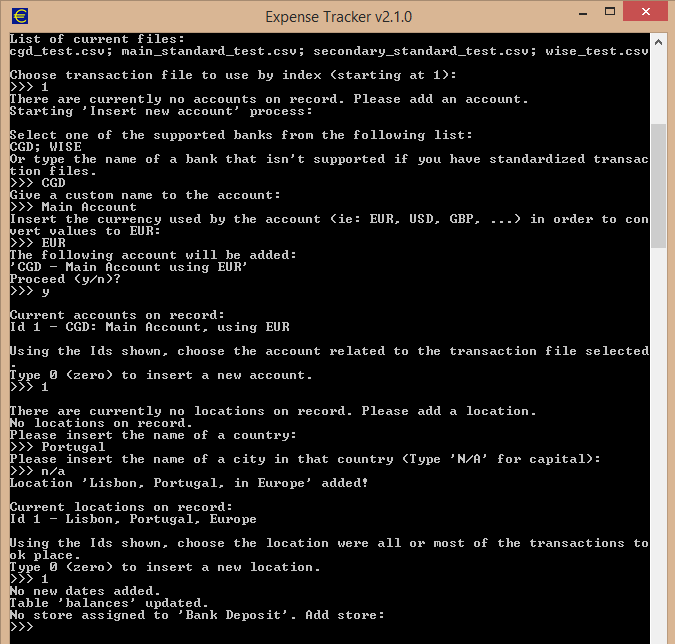 Expense Tracker v2.1.0
List of current files:
cgd_test.csv; main_standard_test.csv; secondary_standard_test.csv; wise_test.csv
Choose transaction file to use by index (starting at 1):
>>> 1
There are currently no accounts on record. Please add an account.
Starting 'Insert new account' process:
Select one of the supported banks from the following list:
CGD; WISE
Or type the name of a bank that isn't supported if you have standardized transac
tion files.
>>> CGD
Give a custom name to the account:
>>> Main Account
Insert the currency used by the account (ie: EUR, USD, GBP, ...) in order to con
vert values to EUR:
>>> EUR
The following account will be added:
'CGD - Main Account using EUR'
Proceed (y/n)?
>>> y
Current accounts on record:
Id 1 - CGD: Main Account, using EUR
Using the Ids shown, choose the account related to the transaction file selected
.
Type 0 (zero) to insert a new account.
>>> 1
There are currently no locations on record. Please add a location.
No locations on record.
Please insert the name of a country:
>>> Portugal
Please insert the name of a city in that country (Type 'N/A' for capital):
>>> n/a
Location 'Lisbon, Portugal, in Europe' added!
Current locations on record:
Id 1 - Lisbon, Portugal, Europe
Using the Ids shown, choose the location were all or most of the transactions to
ok place.
Type 0 (zero) to insert a new location.
>>> 1
No new dates added.
Table 'balances' updated.
No store assigned to 'Bank Deposit'. Add store:
>>>